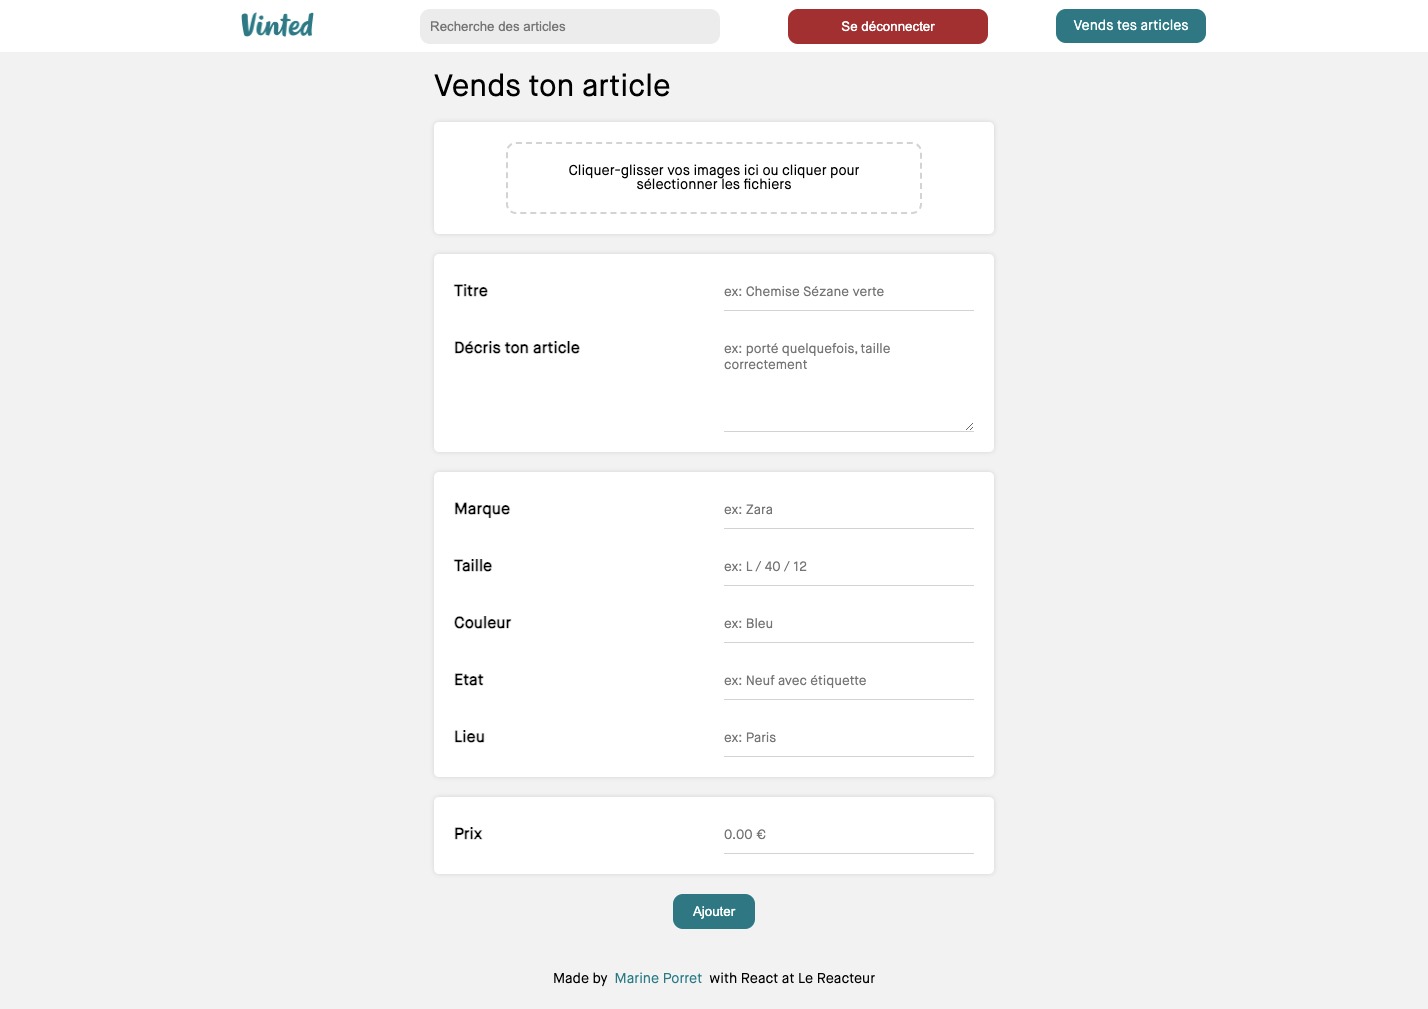 Vinted
Recherche des articles
Se déconnecter
Vends tes articles
Vends ton article
Cliquer-glisser vos images ici ou cliquer pour
sélectionner les fichiers
Titre
ex: Chemise Sézane verte
Décris ton article
ex: porté quelquefois, taille
correctement
Marque
ex: Zara
Taille
ex: L / 40 / 12
Couleur
ex: Bleu
Etat
ex: Neuf avec étiquette
Lieu
ex: Paris
Prix
0.00 €
Ajouter
Made by Marine Porret with React at Le Reacteur